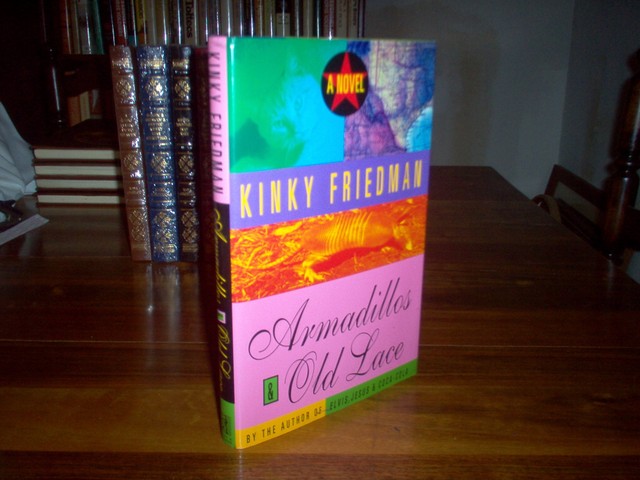 A NOVEL
KINKY FRIEDMAN
Armadillos
& Old Lace
BY THE AUTHOR OF ELVIS, JESUS & COCA-COLA
KINKY FRIEDMAN